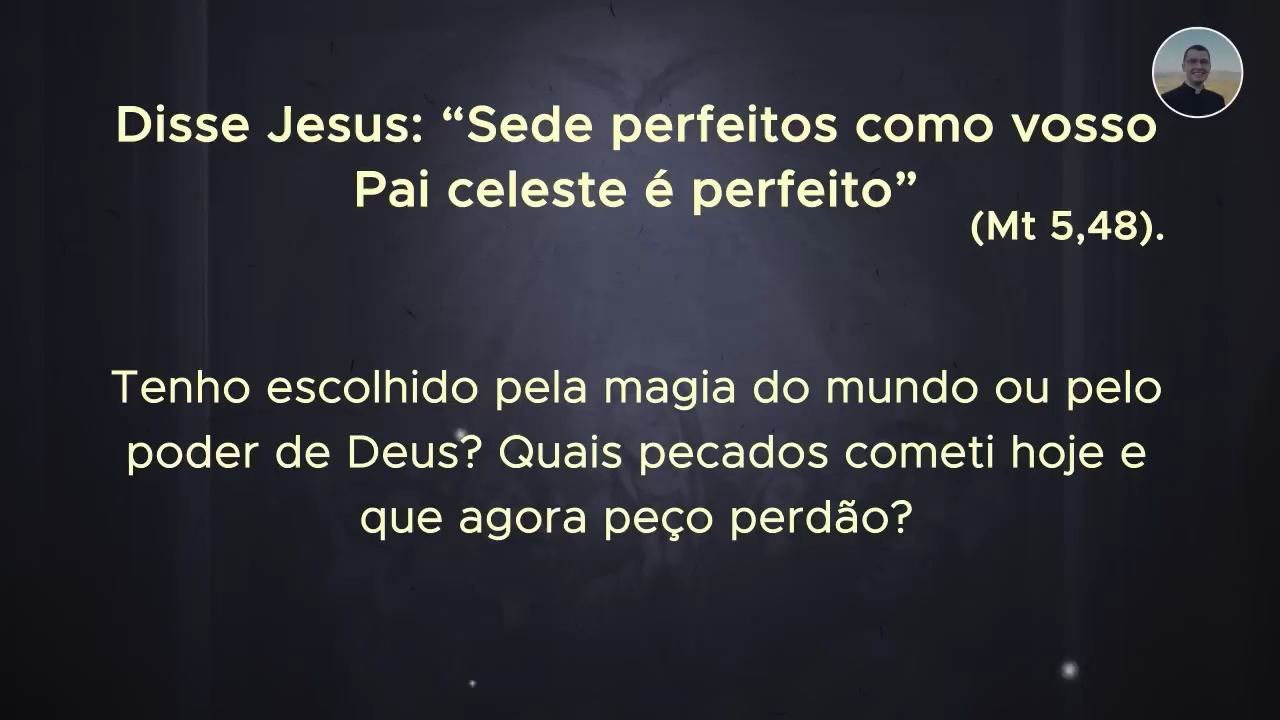 Disse Jesus: “Sede perfeitos como vosso
Pai celeste é perfeito”
(Mt 5,48).
Tenho escolhido pela magia do mundo ou pelo
poder de Deus? Quais pecados cometi hoje e
que agora peço perdão?